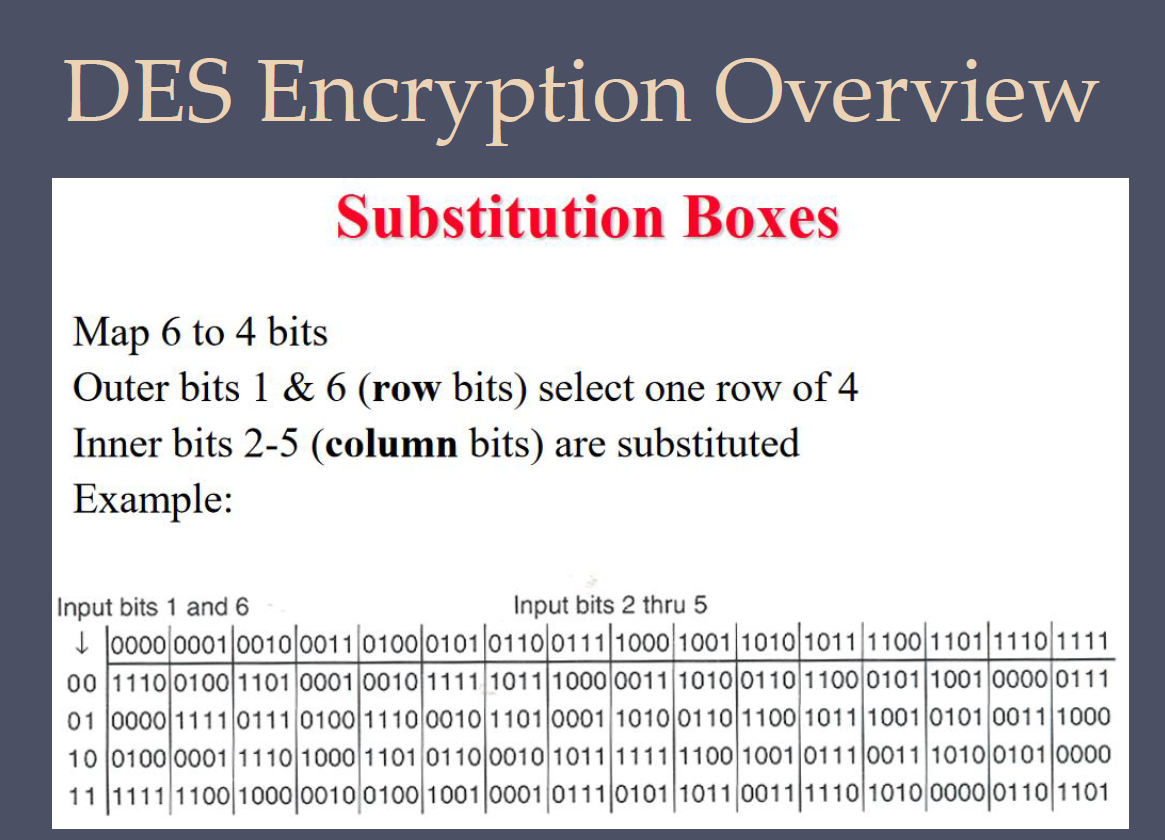 DES Encryption Overview
Substitution Boxes
Map 6 to 4 bits
Outer bits 1 & 6 (row bits) select one row of 4
Inner bits 2-5 (column bits) are substituted
Example:
Input bits 1 and 6 Input bits 2 thru 5
↓ 0000 0001 0010 0011 0100 0101 0110 0111 1000 1001 1010 1011 1100 1101 1110 1111
00 1110 0100 1101 0001 0010 1111 1011 1000 0011 1010 0110 1100 0101 1001 0000 0111
01 0000 1111 0111 0100 1110 0010 1101 0001 1010 0110 1100 1011 1001 0101 0011 1000
10 0100 0001 1110 1000 1101 0110 0010 1011 1111 1100 1001 0111 0011 1010 0101 0000
11 1111 1100 1000 0010 0100 1001 0001 0111 0101 1011 0011 1110 1010 0000 0110 1101